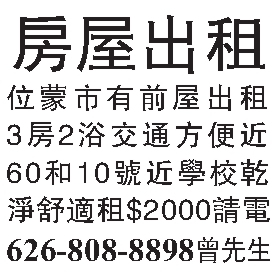 房屋出租
位蒙市有前屋出租
3房2浴交通方便近
60和10號近學校乾
淨舒適租$2000請電
626-808-8898曾先生